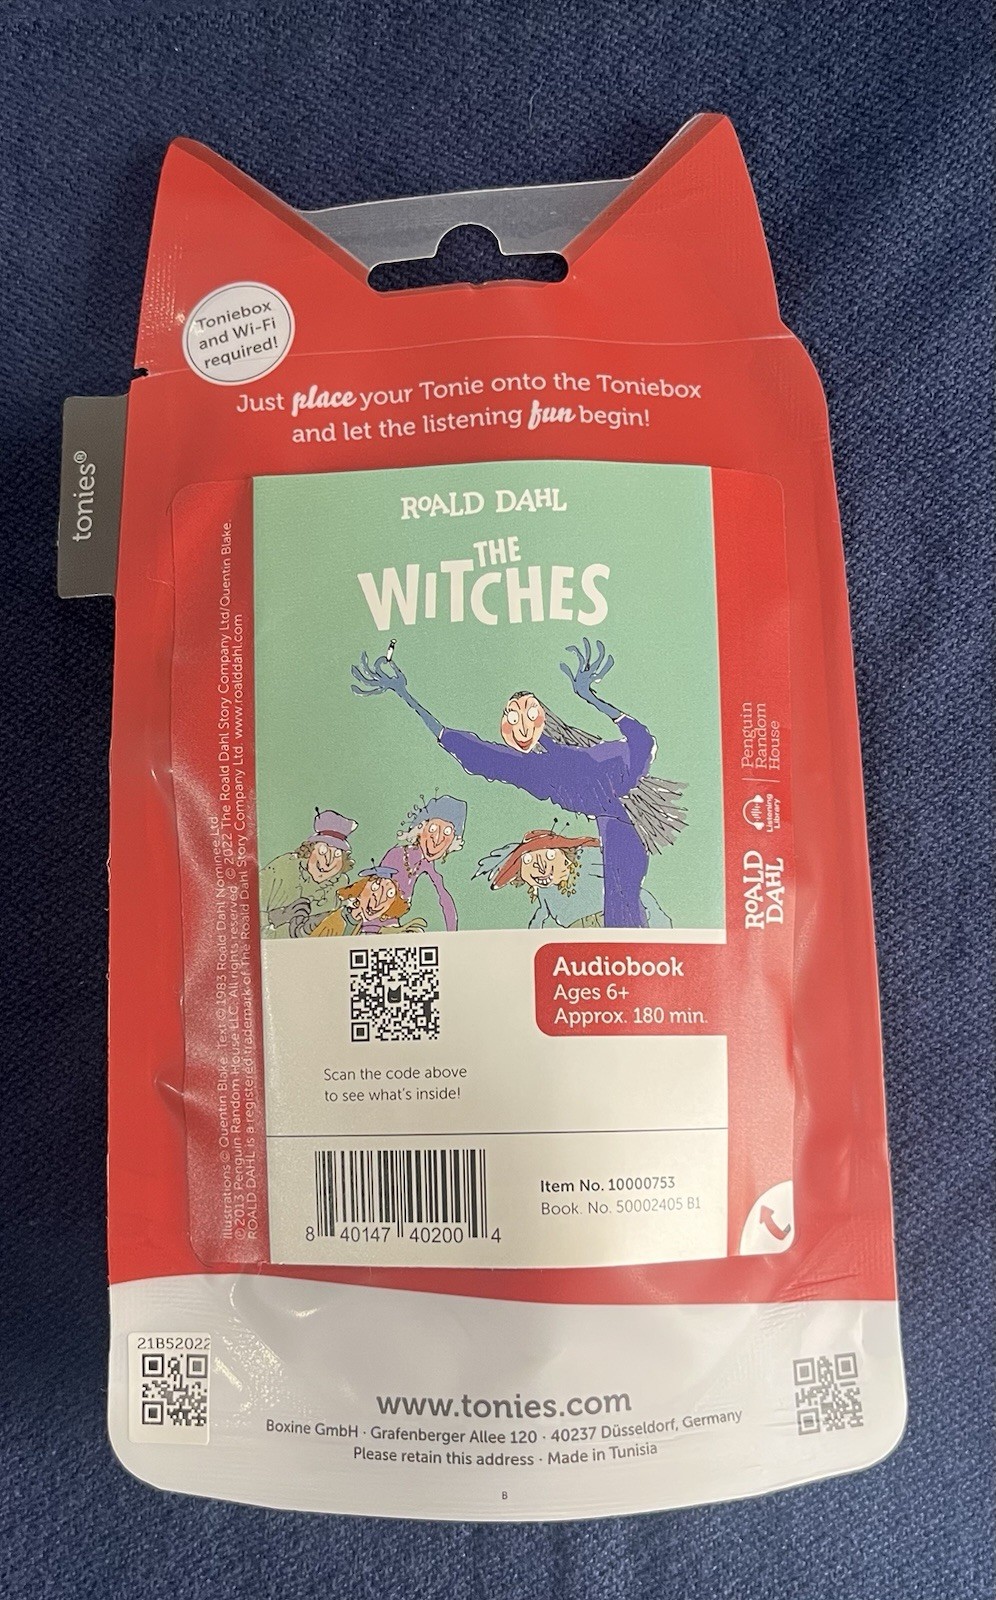 Toniebox
and Wi-Fi
required!
Just place your Tonie onto the Toniebox
and let the listening fun begin!
tonies®
ROALD DAHL
THE
WITCHES
Illustrations © Quentin Blake. Text © 1983 Roald Dahl Nominee Ltd.
© 2013 Penguin Random House LLC. All rights reserved. © 2022 The Roald Dahl Story Company Ltd/Quentin Blake.
ROALD DAHL is a registered trademark of The Roald Dahl Story Company Ltd. www.roalddahl.com
ROALD
DAHL
Listening
Library
Penguin
Random
House
Audiobook
Ages 6+
Approx. 180 min.
Scan the code above
to see what's inside!
8 40147 40200 4
Item No. 10000753
Book. No. 50002405 B1
21B52022
www.tonies.com
Boxine GmbH · Grafenberger Allee 120 · 40237 Düsseldorf, Germany
Please retain this address · Made in Tunisia
B